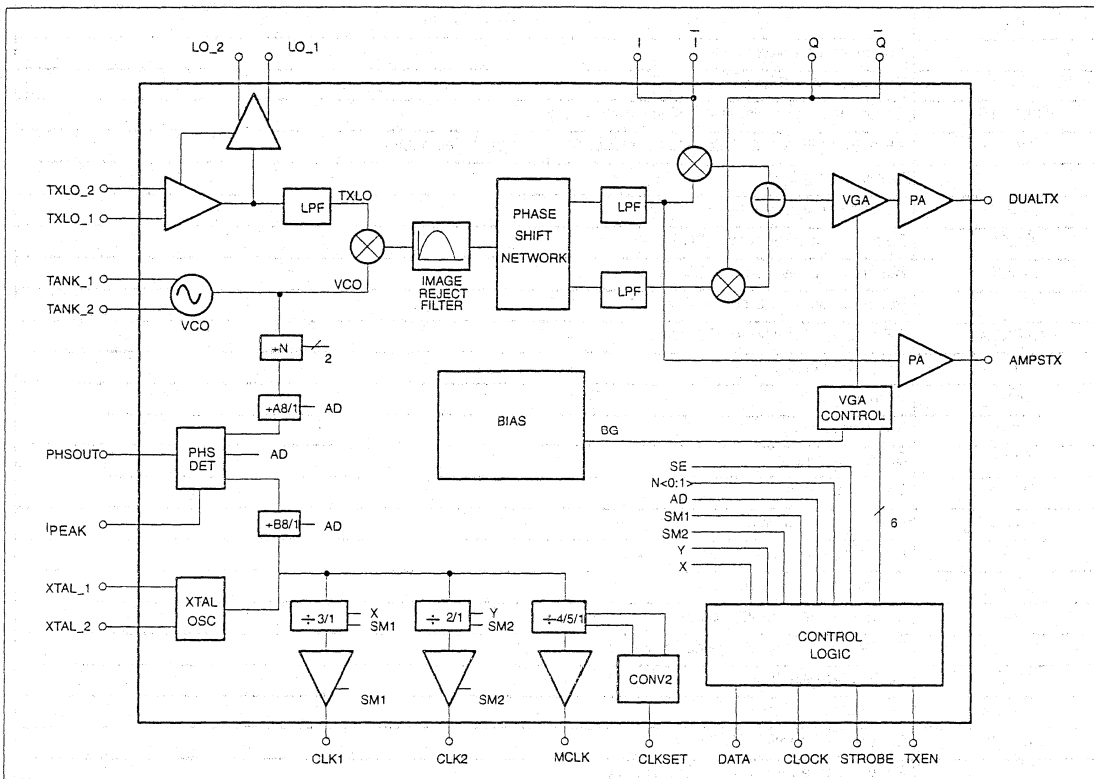 LO_2 LO_1 I I̅ Q Q̅
TXLO_2
TXLO_1
LPF
TXLO
PHASE
SHIFT
NETWORK
LPF
VGA
PA
DUALTX
TANK_1
TANK_2
VCO
VCO
IMAGE
REJECT
FILTER
LPF
+N
2
PA
AMPSTX
+A8/1
AD
BIAS
BG
VGA
CONTROL
PHSOUT
PHS
DET
AD
SE
N<0:1>
AD
SM1
SM2
Y
X
6
IPEAK
+B8/1
AD
XTAL_1
XTAL_2
XTAL
OSC
÷ 3/1
X
SM1
÷ 2/1
Y
SM2
÷4/5/1
CONTROL
LOGIC
SM1
SM2
CONV2
CLK1 CLK2 MCLK CLKSET DATA CLOCK STROBE TXEN